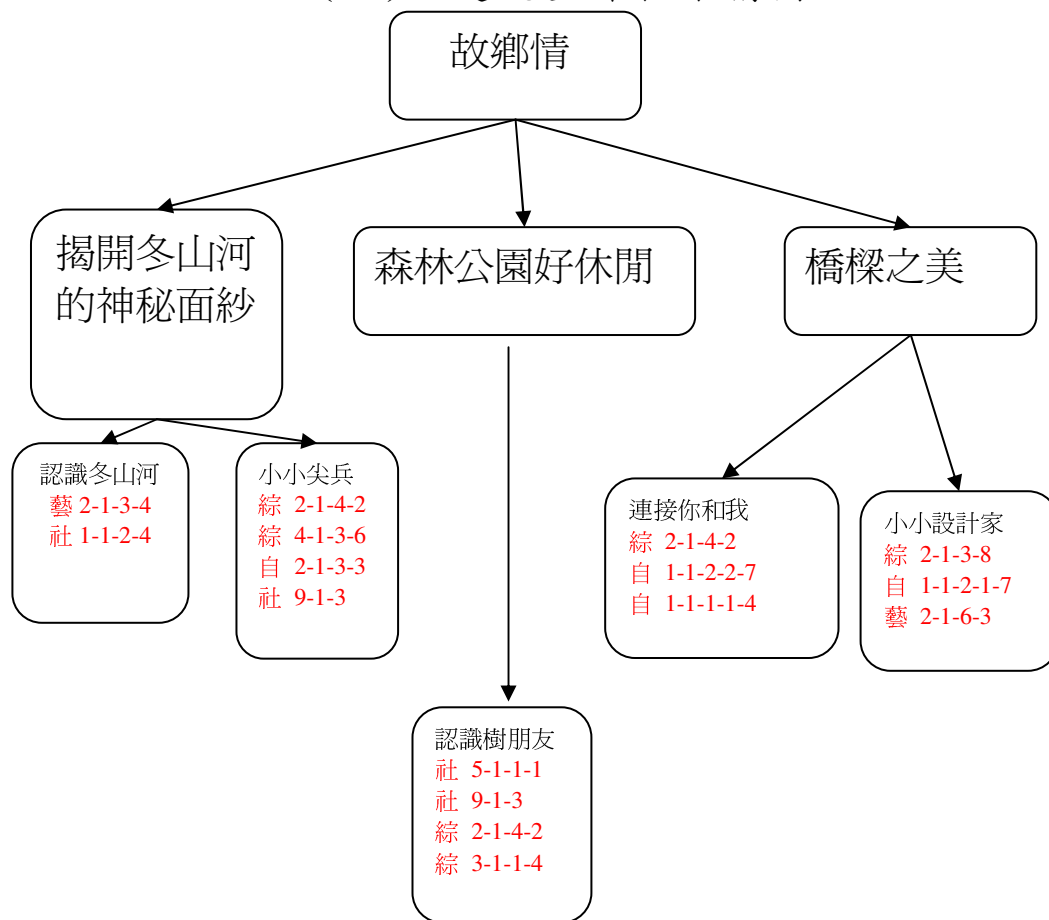 故鄉情
揭開冬山河
的神秘面紗
森林公園好休閒
橋樑之美
認識冬山河
藝 2-1-3-4
社 1-1-2-4
小小尖兵
綜 2-1-4-2
綜 4-1-3-6
自 2-1-3-3
社 9-1-3
連接你和我
綜 2-1-4-2
自 1-1-2-2-7
自 1-1-1-1-4
小小設計家
綜 2-1-3-8
自 1-1-2-1-7
藝 2-1-6-3
認識樹朋友
社 5-1-1-1
社 9-1-3
綜 2-1-4-2
綜 3-1-1-4